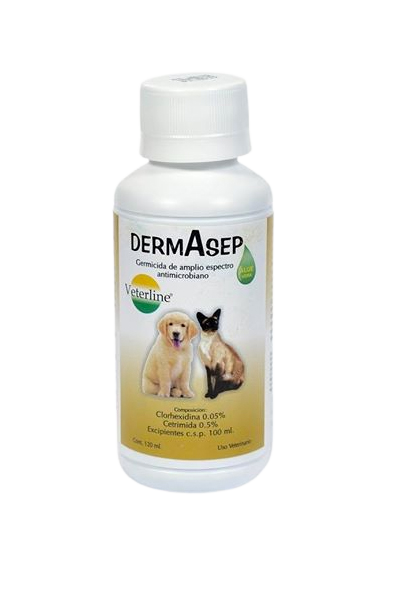 DERMASEP
Germicida de amplio espectro
antimicrobiano
ALOE
Veterline®
Composición:
Clorhexidina 0.05%
Cetrimida 0.5%
Excipientes c.s.p. 100 ml.
Cont. 120 ml.
Uso Veterinario